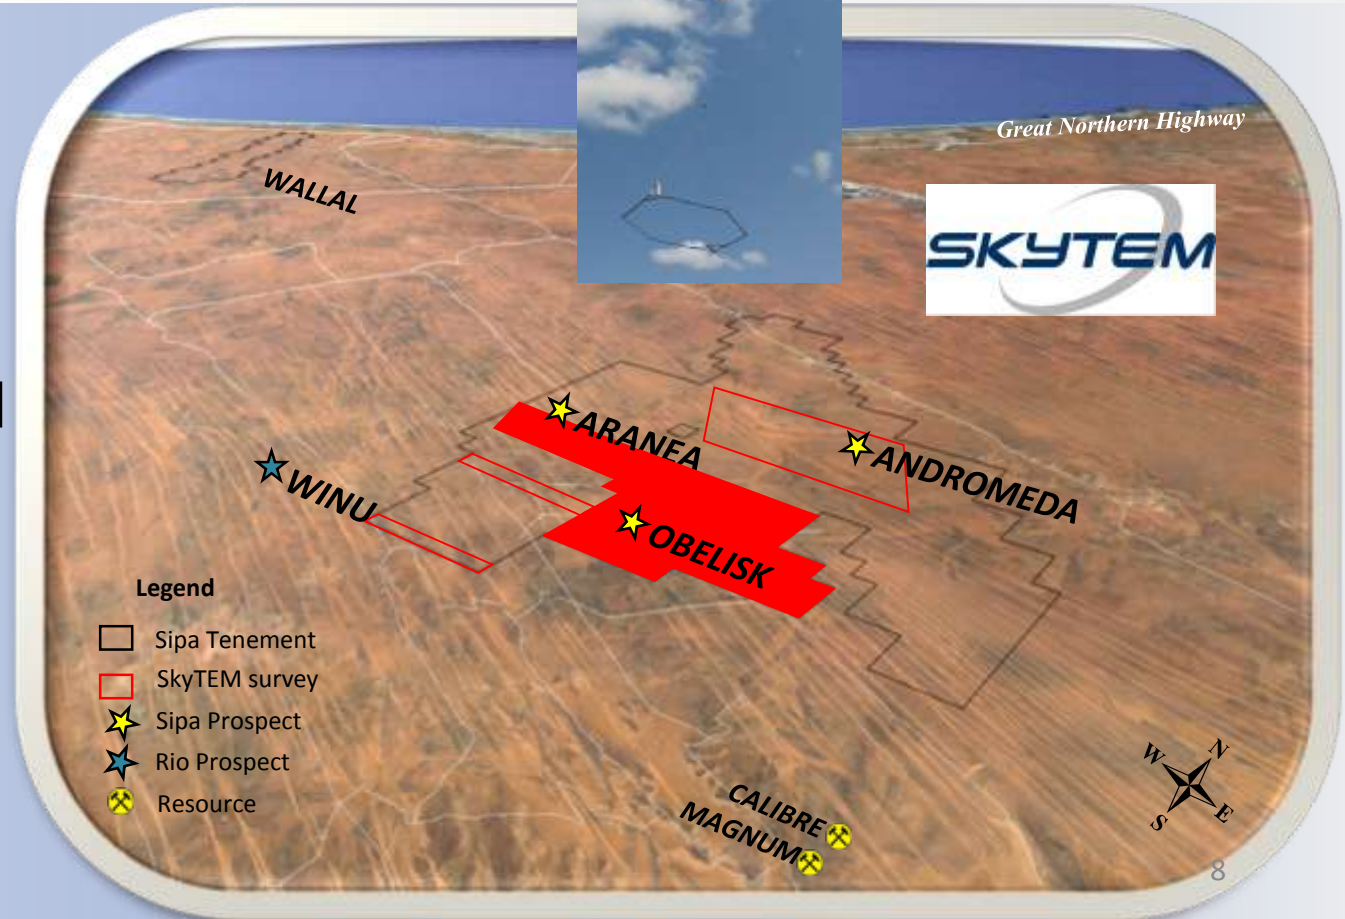 Great Northern Highway
WALLAL
SKYTEM
ARANEA
ANDROMEDA
WINU
OBELISK
Legend
Sipa Tenement
SkyTEM survey
Sipa Prospect
Rio Prospect
Resource
CALIBRE
MAGNUM
N
W
E
S
8